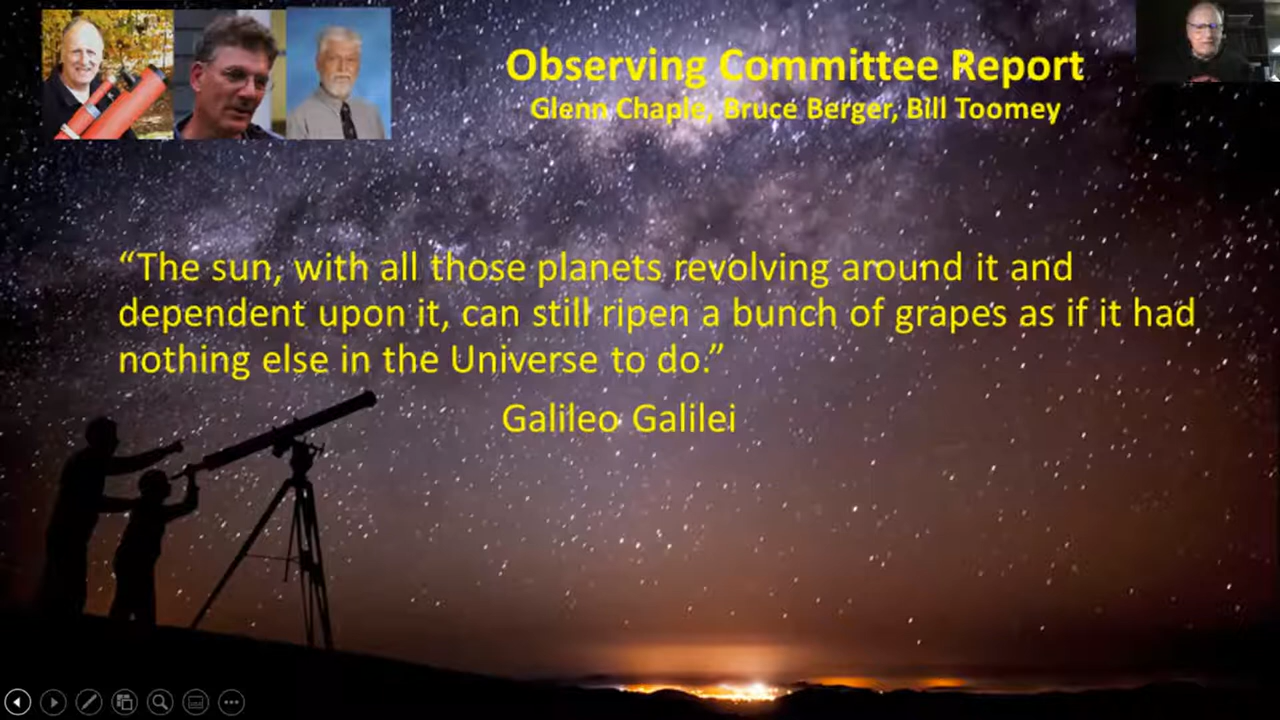 Observing Committee Report
Glenn Chaple, Bruce Berger, Bill Toomey
“The sun, with all those planets revolving around it and
dependent upon it, can still ripen a bunch of grapes as if it had
nothing else in the Universe to do.”
Galileo Galilei